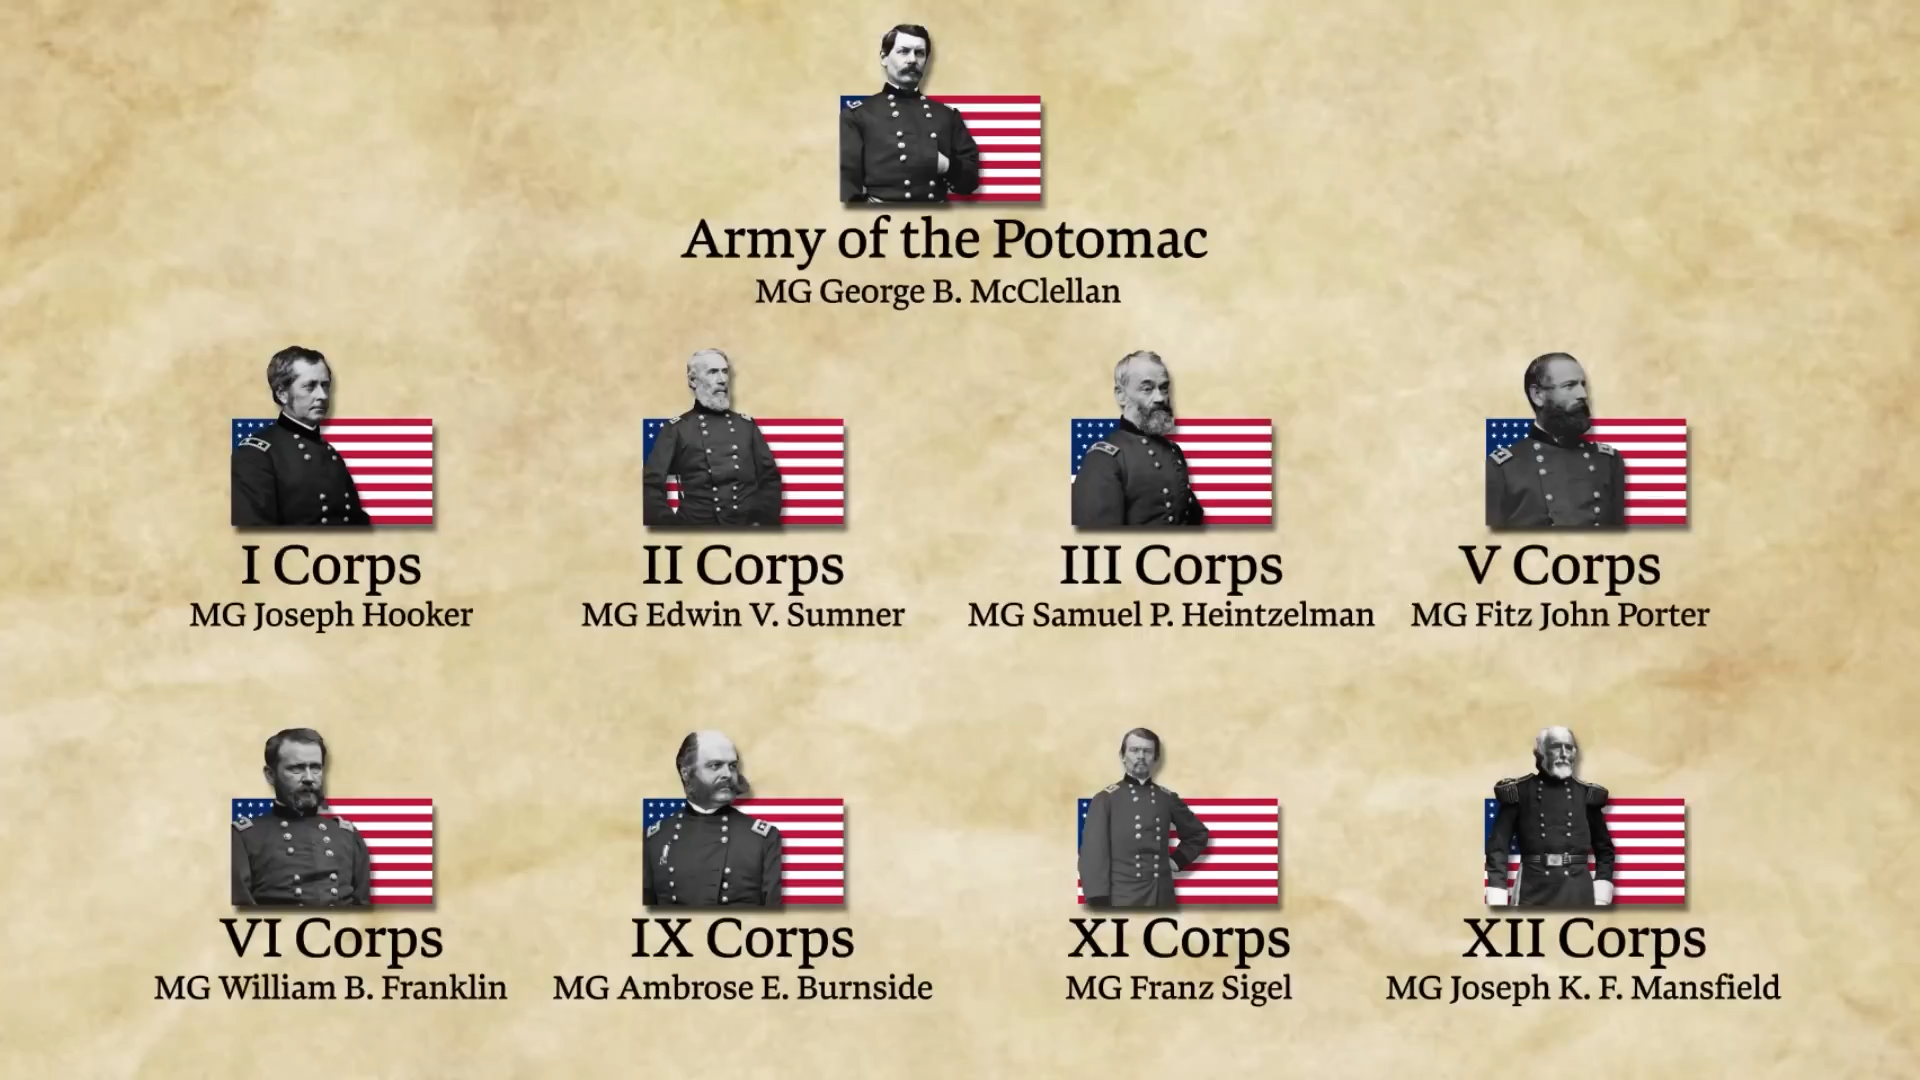 Army of the Potomac
MG George B. McClellan
I Corps
MG Joseph Hooker
II Corps
MG Edwin V. Sumner
III Corps
MG Samuel P. Heintzelman
V Corps
MG Fitz John Porter
VI Corps
MG William B. Franklin
IX Corps
MG Ambrose E. Burnside
XI Corps
MG Franz Sigel
XII Corps
MG Joseph K. F. Mansfield